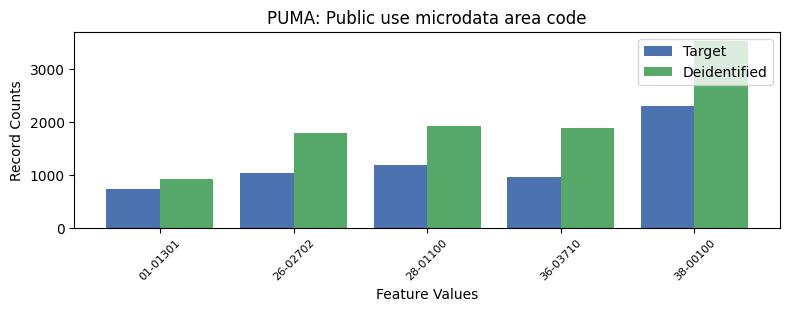 PUMA: Public use microdata area code
Target
Deidentified
Record Counts
3000
2000
1000
0
01-01301
26-02702
28-01100
36-03710
38-00100
Feature Values